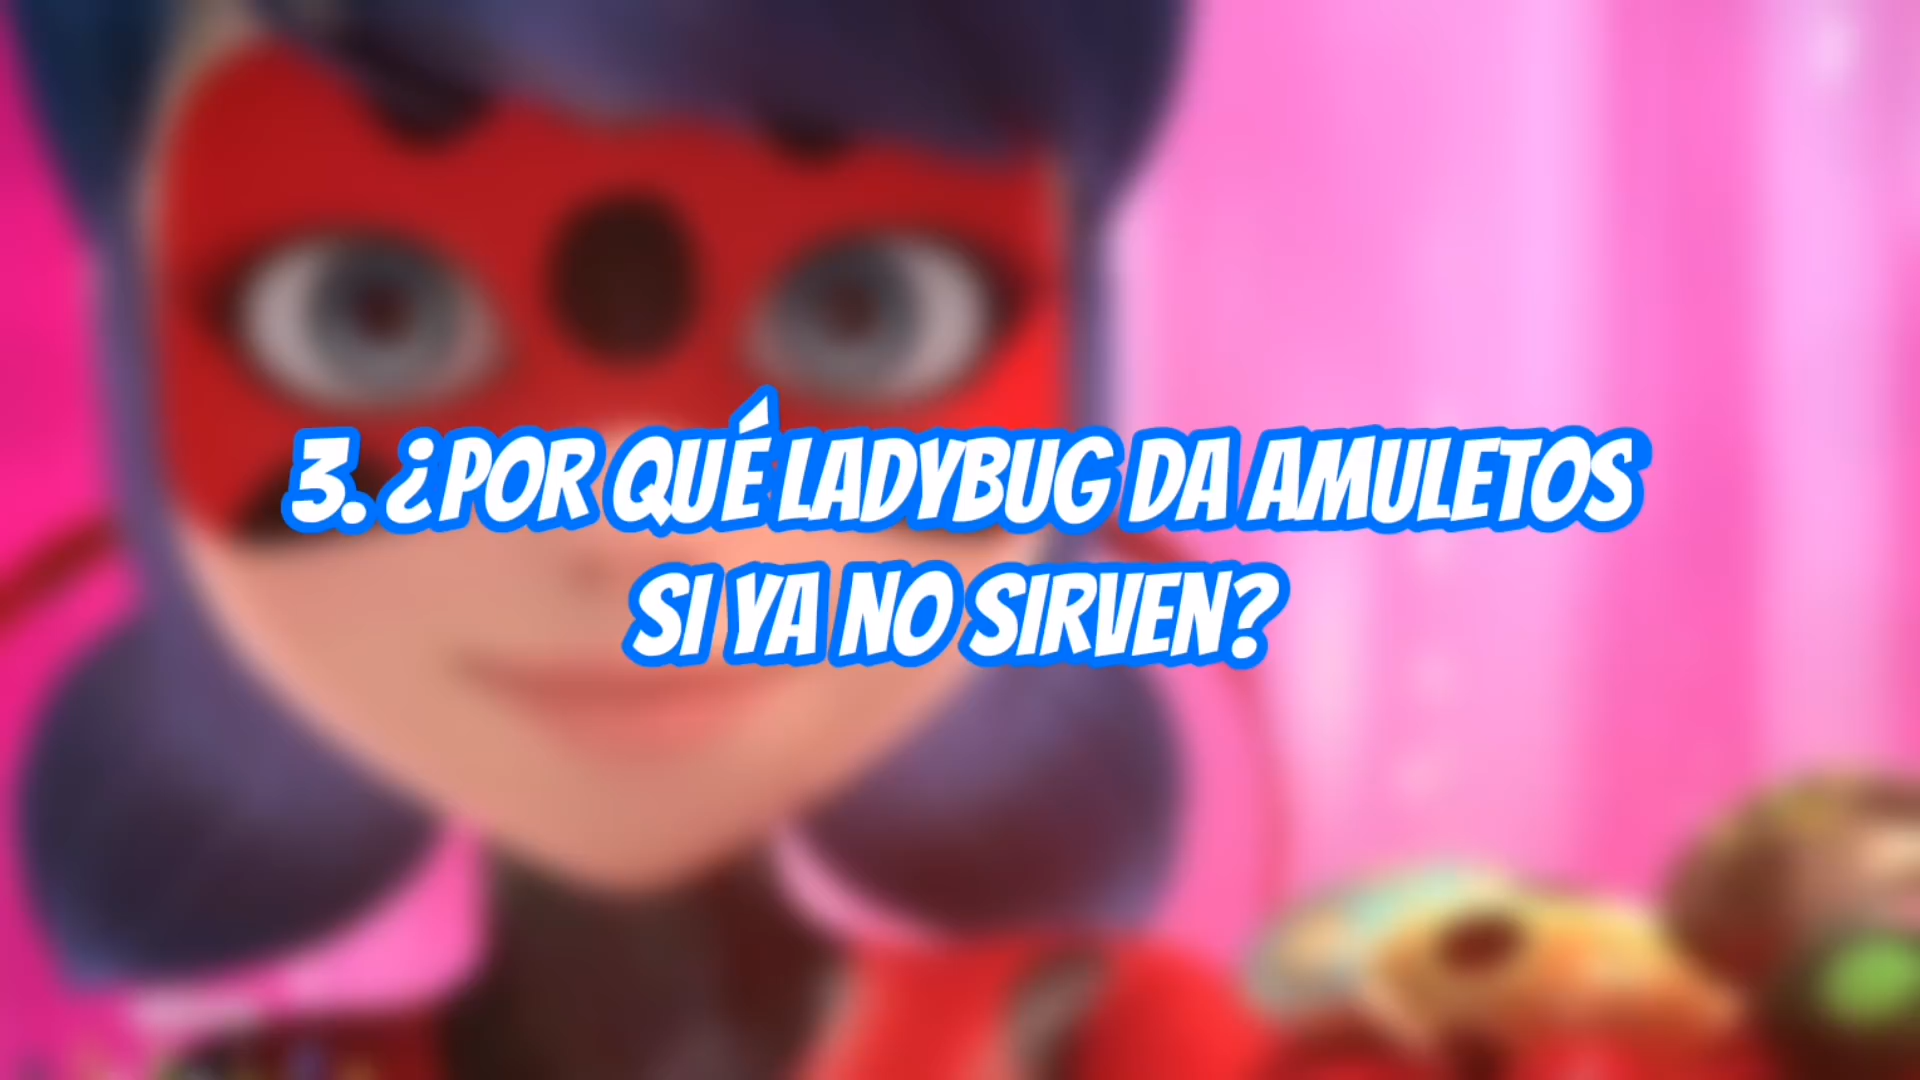 3. ¿POR QUÉ LADYBUG DA AMULETOS
SI YA NO SIRVEN?